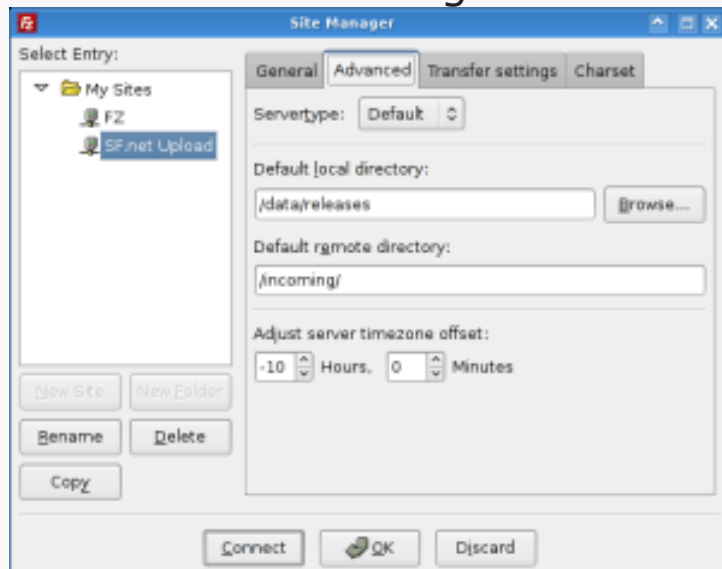 Fz Site Manager
Select Entry:
My Sites
FZ
SF.net Upload
New Site New Folder
Rename Delete
Copy
General Advanced Transfer settings Charset
Servertype: Default
Default local directory:
/data/releases Browse...
Default remote directory:
/incoming/
Adjust server timezone offset:
-10 Hours, 0 Minutes
Connect OK Discard